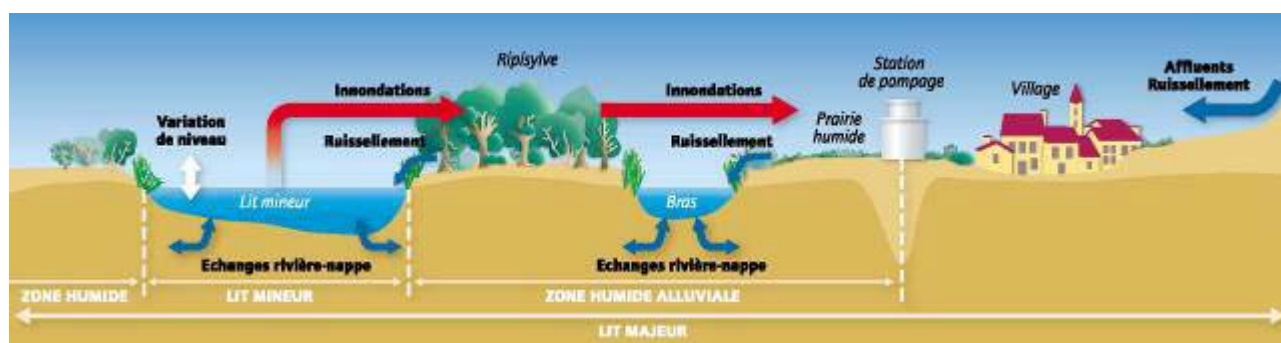 Ripisylve
Station
de pompage
Affluents
Ruissellement
Innondations
Innondations
Village
Variation
de niveau
Ruissellement
Ruissellement
Prairie
humide
Lit mineur
Bras
Echanges rivière-nappe
Echanges rivière-nappe
ZONE HUMIDE
LIT MINEUR
ZONE HUMIDE ALLUVIALE
LIT MAJEUR